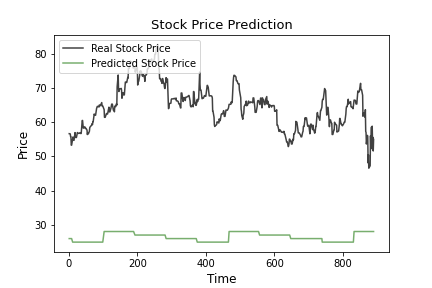 Stock Price Prediction
Real Stock Price
Predicted Stock Price
80
70
60
50
40
30
Price
0 200 400 600 800
Time